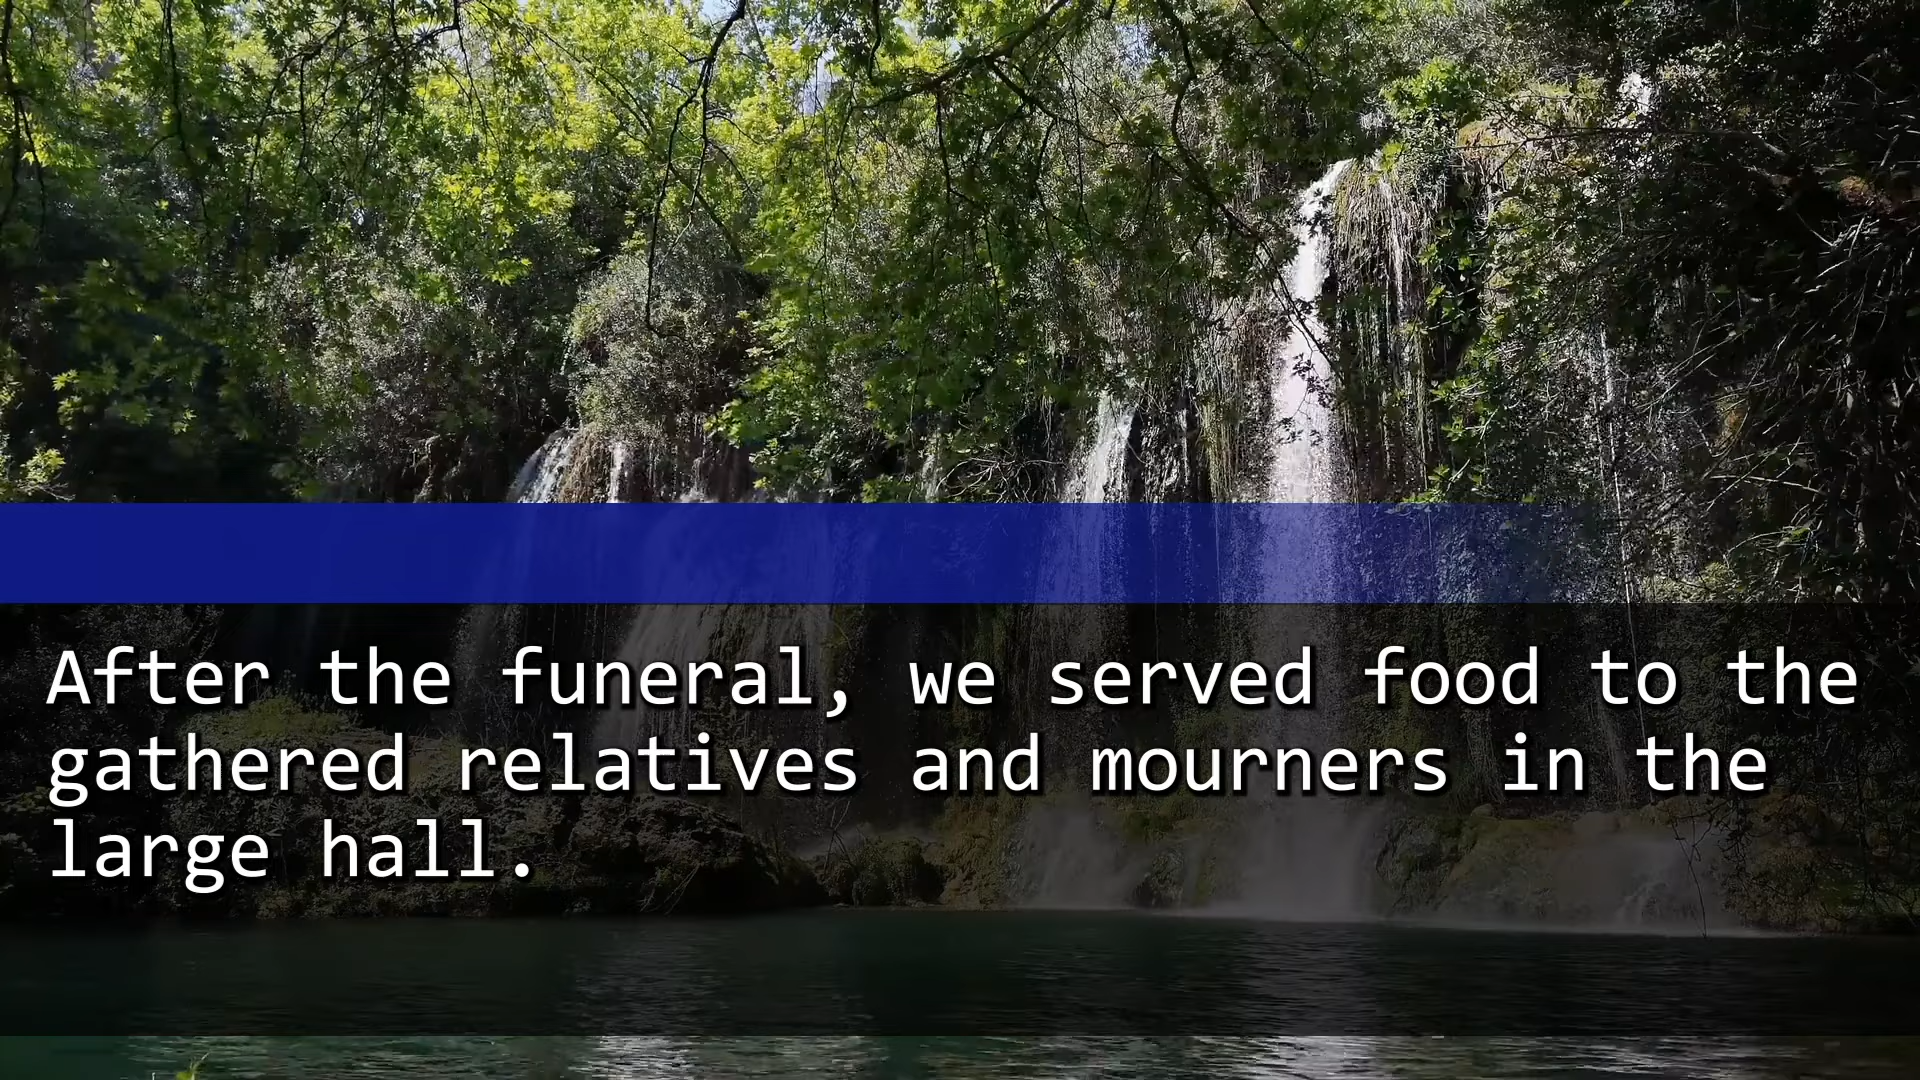 After the funeral, we served food to the
gathered relatives and mourners in the
large hall.